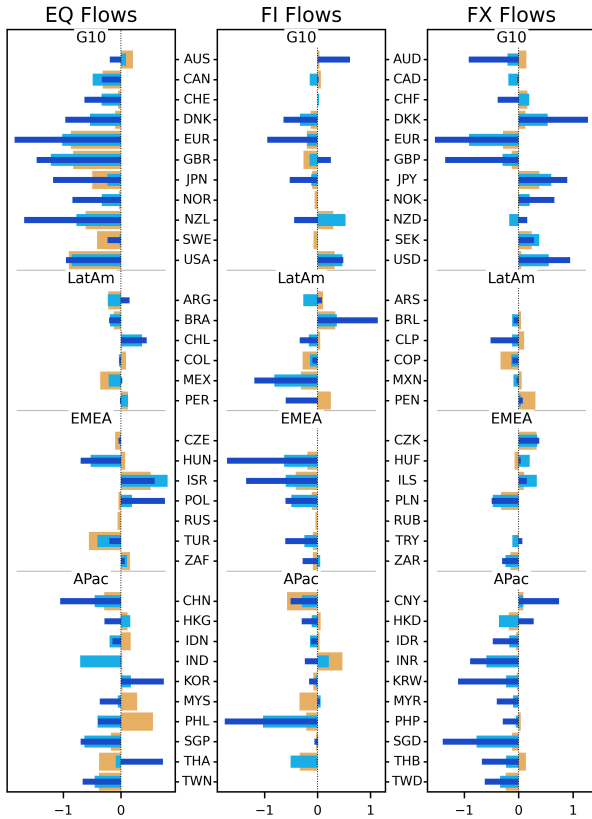 EQ Flows FI Flows FX Flows
G10 G10 G10
AUS AUD
CAN CAD
CHE CHF
DNK DKK
EUR EUR
GBR GBP
JPN JPY
NOR NOK
NZL NZD
SWE SEK
USA USD
LatAm LatAm LatAm
ARG ARS
BRA BRL
CHL CLP
COL COP
MEX MXN
PER PEN
EMEA EMEA EMEA
CZE CZK
HUN HUF
ISR ILS
POL PLN
RUS RUB
TUR TRY
ZAF ZAR
APac APac APac
CHN CNY
HKG HKD
IDN IDR
IND INR
KOR KRW
MYS MYR
PHL PHP
SGP SGD
THA THB
TWN TWD
−1 0 −1 0 1 −1 0 1